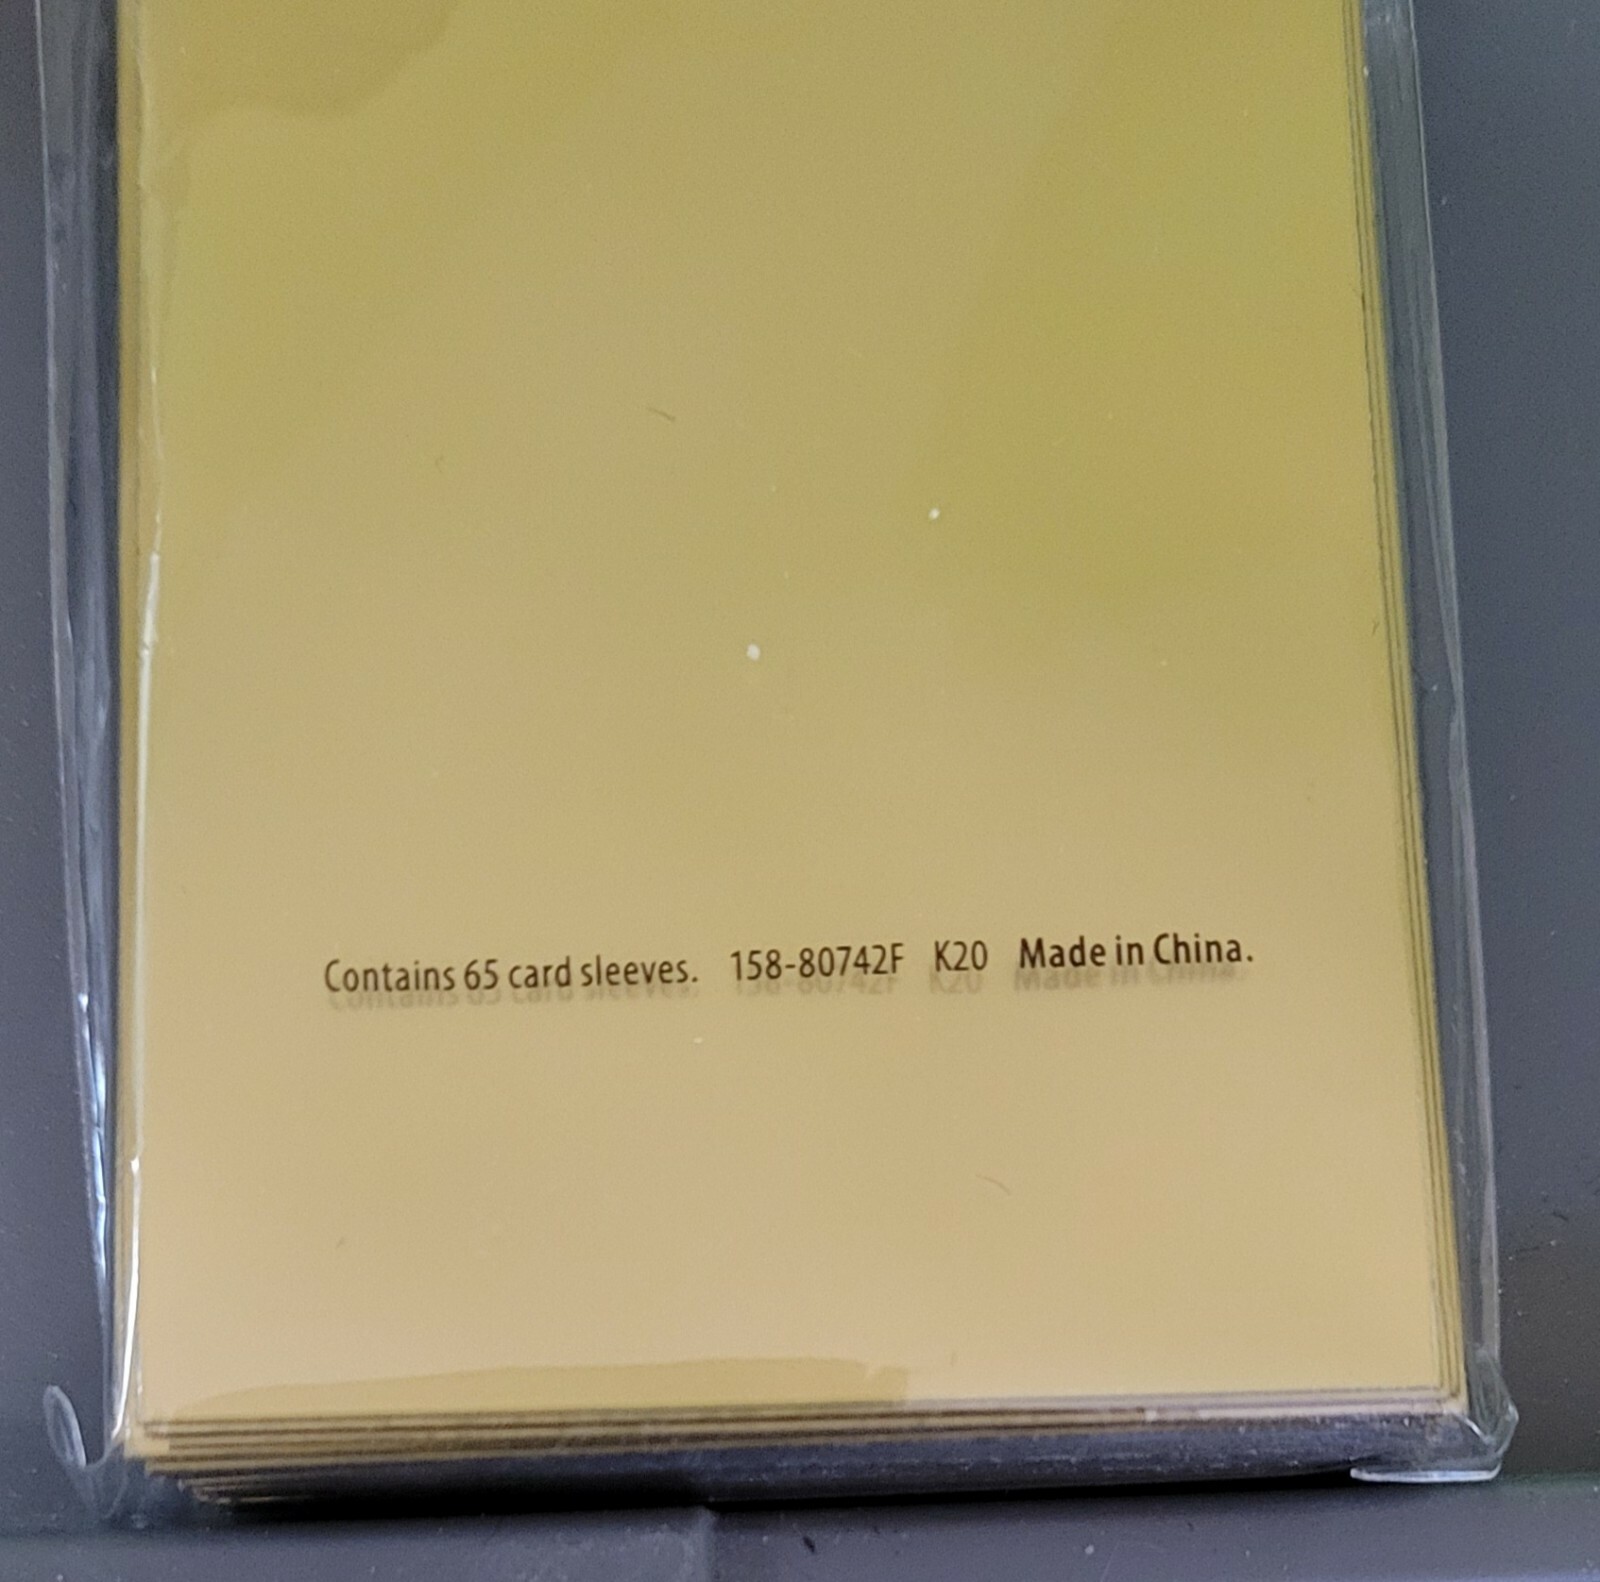 Contains 65 card sleeves. 158-80742F K20 Made in China.